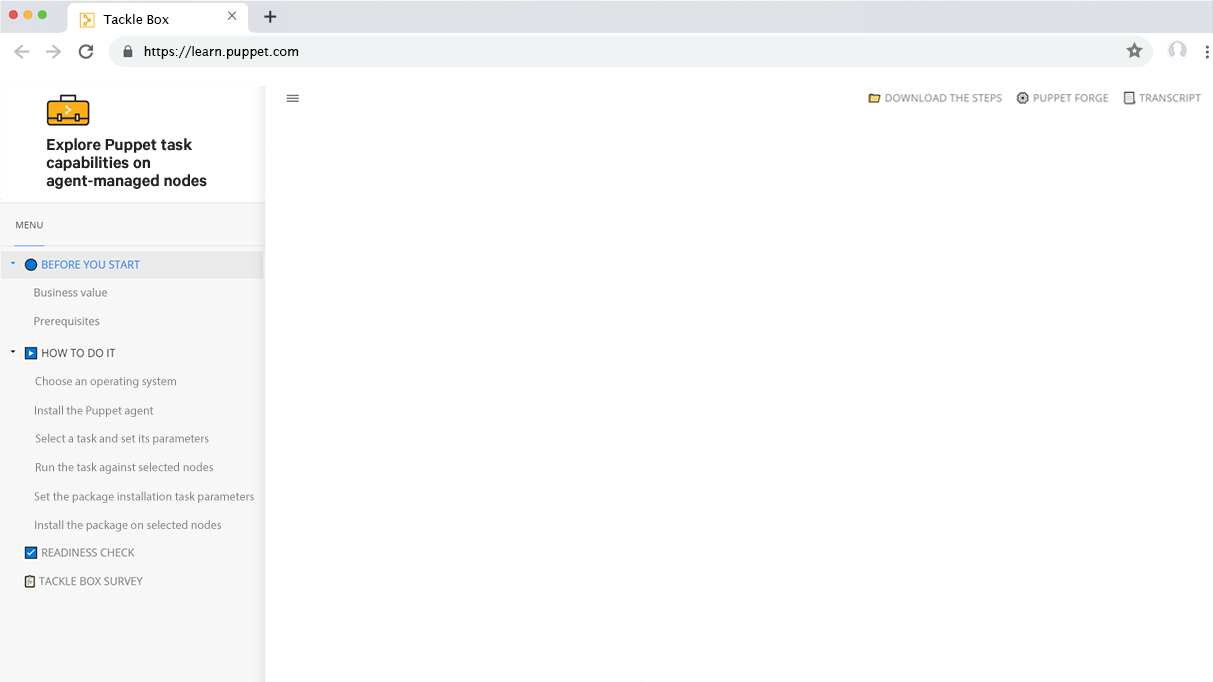 Tackle Box
https://learn.puppet.com
DOWNLOAD THE STEPS
PUPPET FORGE
TRANSCRIPT
Explore Puppet task
capabilities on
agent-managed nodes
MENU
BEFORE YOU START
Business value
Prerequisites
HOW TO DO IT
Choose an operating system
Install the Puppet agent
Select a task and set its parameters
Run the task against selected nodes
Set the package installation task parameters
Install the package on selected nodes
READINESS CHECK
TACKLE BOX SURVEY